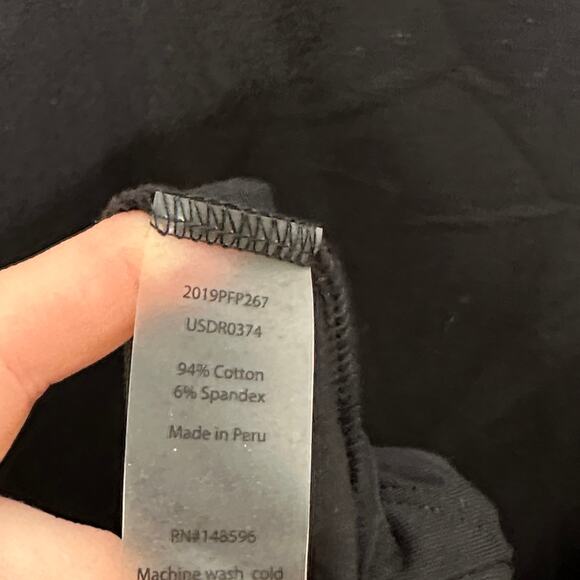 2019PFP267
USDR0374
94% Cotton
6% Spandex
Made in Peru
RN#148596
Machine wash cold